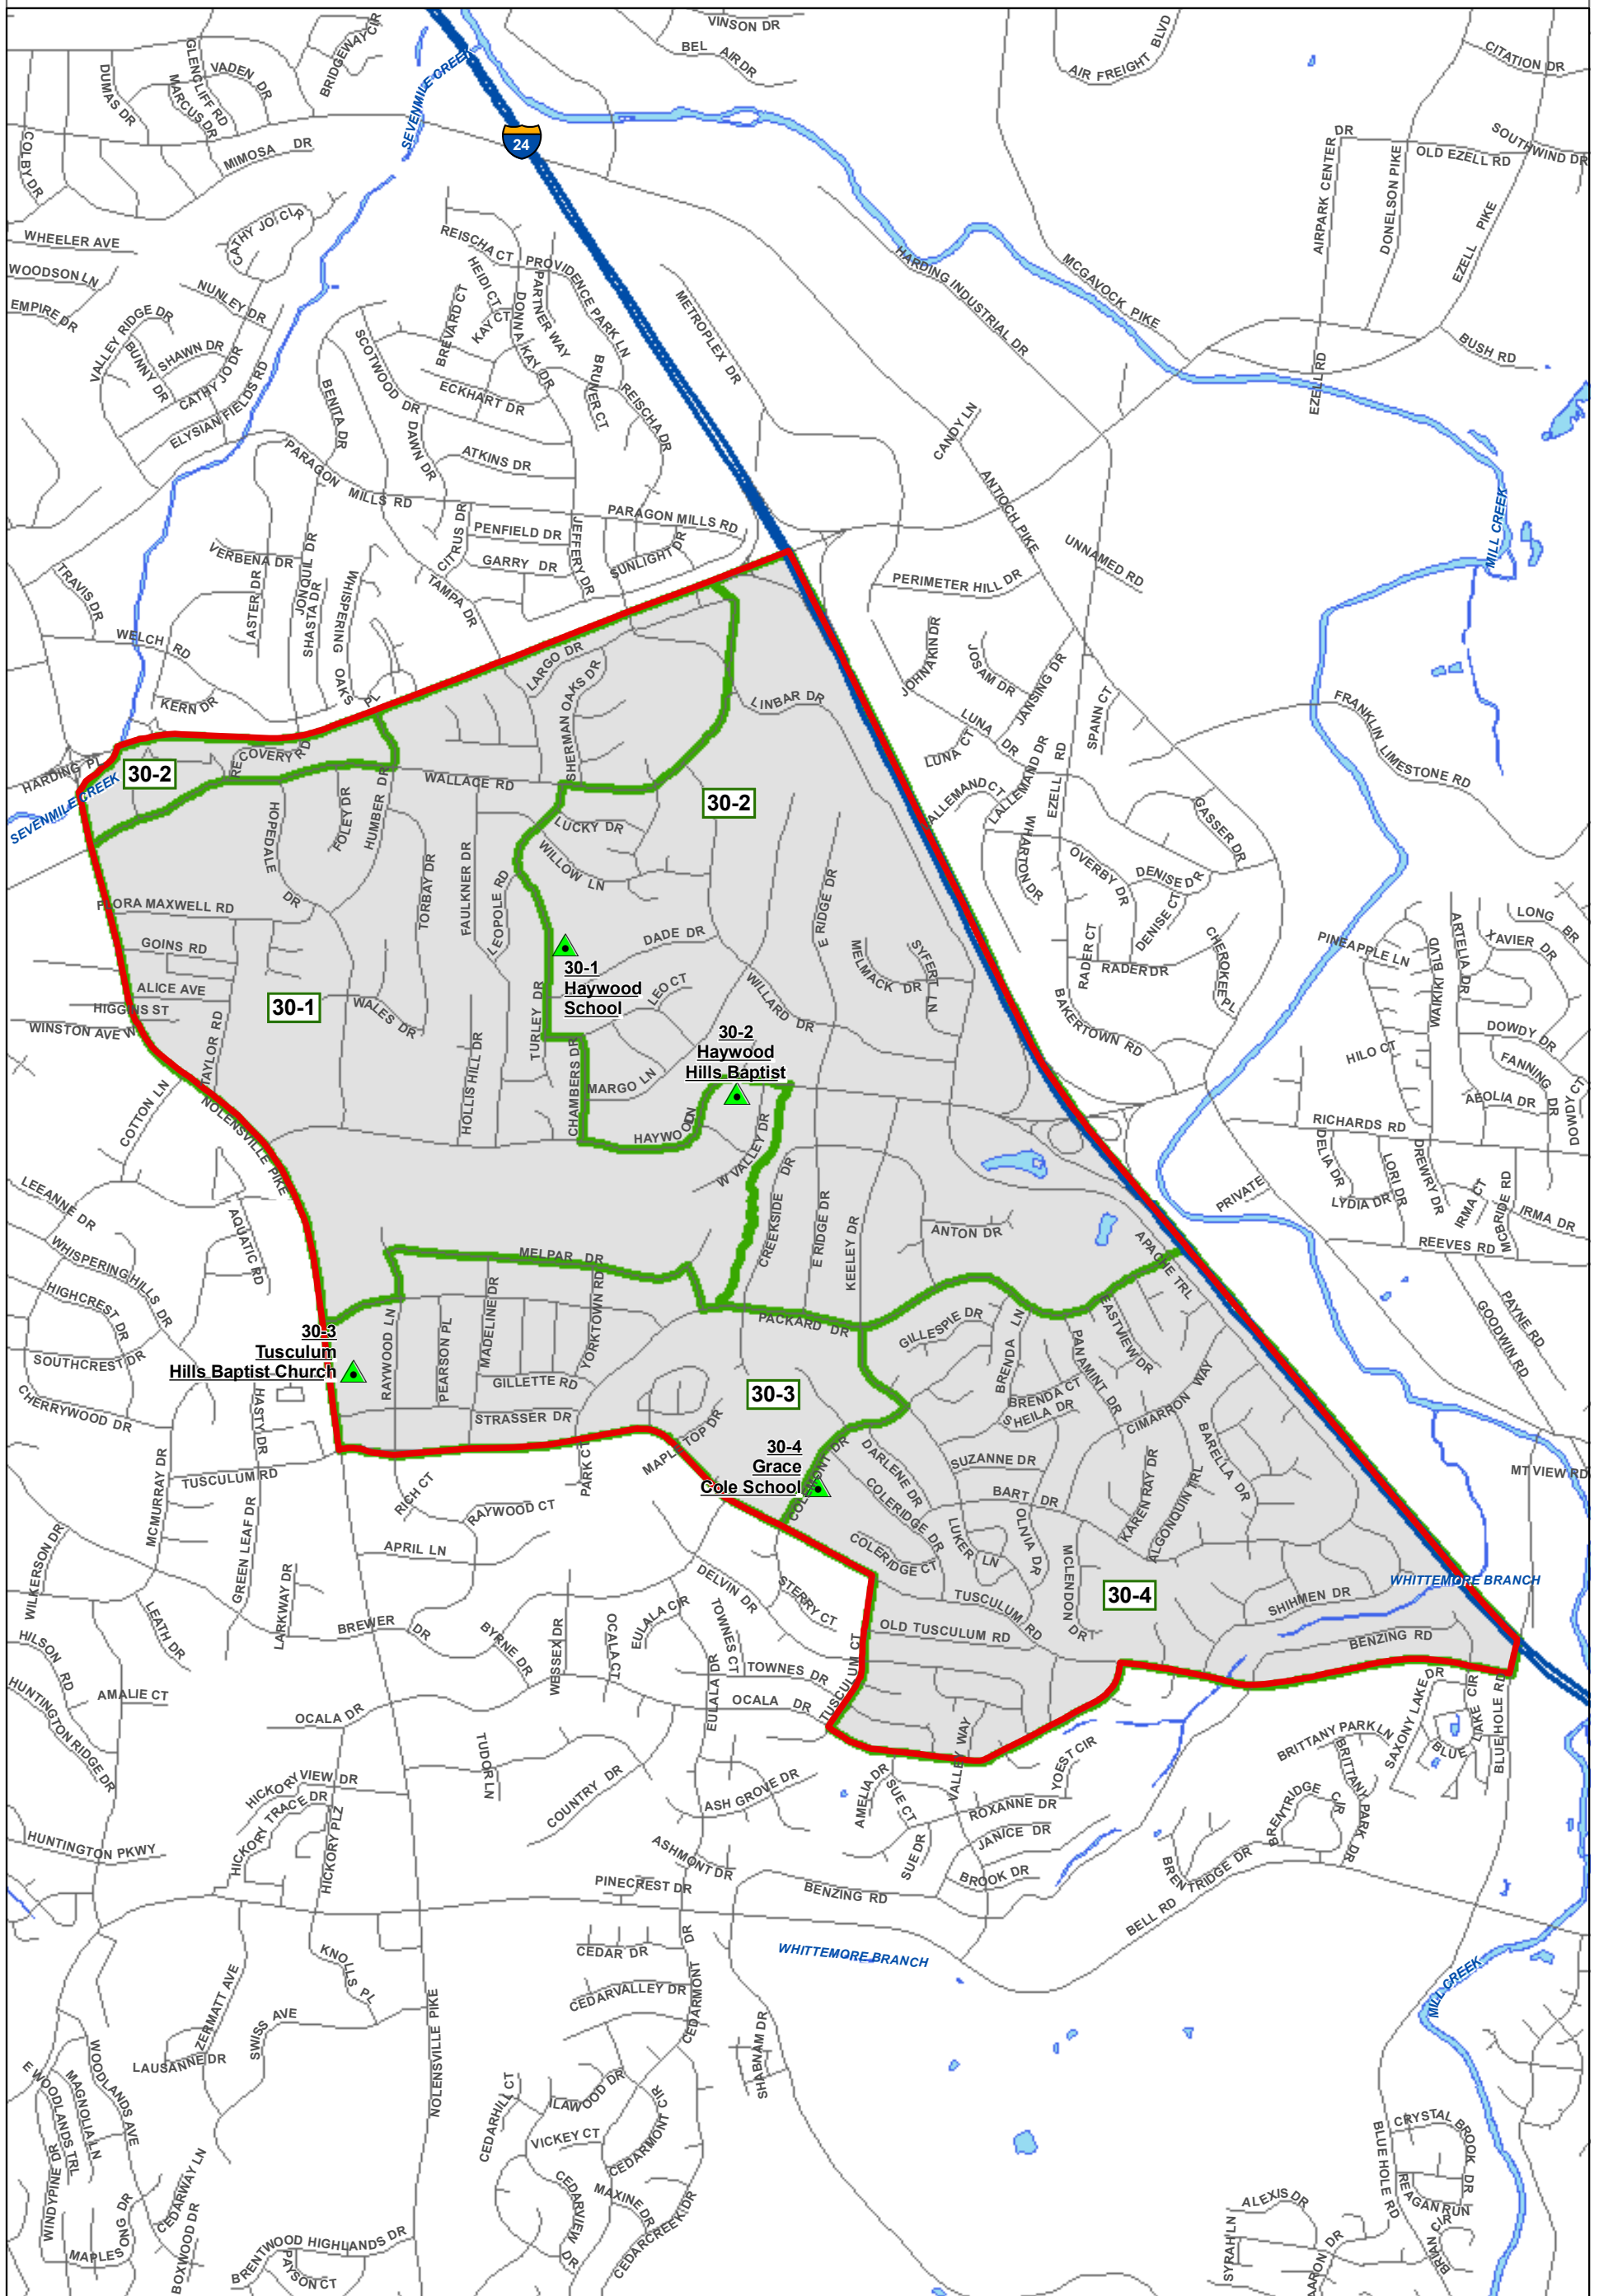 VINSON DR
BEL AIR DR
AIR FREIGHT BLVD
CITATION DR
BRIDGEWAY CIR
GLENCLIFF RD
VADEN DR
DUMAS DR
MARCUS DR
SEVENMILE CREEK
24
COLBY DR
MIMOSA DR
DR
SOUTHWIND DR
OLD EZELL RD
AIRPARK CENTER
DONELSON PIKE
EZELL PIKE
CATHY JO CIR
WHEELER AVE
WOODSON LN
EMPIRE DR
NUNLEY DR
REISCHA CT
PROVIDENCE PARK LN
HEIDI CT
PARTNER WAY
BREVARD CT
KAY CT
DONNA KAY DR
METROPLEX DR
HARDING INDUSTRIAL DR
MCGAVOCK PIKE
VALLEY RIDGE DR
SHAWN DR
BUNNY DR
CATHY JO DR
ELYSIAN FIELDS RD
SCOTWOOD DR
BENITA DR
ECKHART DR
BRUNER CT
REISCHA DR
BUSH RD
EZELL RD
DAWN DR
ATKINS DR
CANDY LN
ANTIOCH PIKE
PARAGON MILLS RD
PARAGON MILLS RD
CITRUS DR
PENFIELD DR
JEFFERY DR
GARRY DR
SUNLIGHT DR
MILL CREEK
UNNAMED RD
PERIMETER HILL DR
VERBENA DR
JONQUIL DR
SHASTA DR
ASTER DR
WHISPERING OAKS PL
TAMPA DR
TRAVIS DR
WELCH RD
KERN DR
LARGO DR
SHERMAN OAKS DR
LINBAR DR
JOHNAKIN DR
JOSAM DR
JANSING DR
LUNA DR
LUNA CT
SPANN CT
FRANKLIN LIMESTONE RD
HARDING PL
30-2
RECOVERY RD
SEVENMILE CREEK
WALLACE RD
30-2
LALLEMAND DR
EZELL RD
GASSER DR
HOPEDALE DR
FOLEY DR
HUMBER DR
LUCKY DR
WILLOW LN
WHARTON DR
OVERBY DR
DENISE DR
DENISE CT
TORBAY DR
FAULKNER DR
LEOPOLE RD
E RIDGE DR
GOINS RD
ALICE AVE
HIGGINS ST
DADE DR
MELMACK DR
SYFERT LN
RADER CT
RADER DR
CHEROKEE PL
PINEAPPLE LN
WAIKIKI BLVD
ARTELIA DR
XAVIER DR
LONG BR
30-1
30-1
Haywood
School
WALES DR
LEO CT
WILLARD DR
BAKERTOWN RD
HILO CT
DOWDY DR
FANNING DR
AEOLIA DR
DOWDY CT
TAYLOR RD
TURLEY DR
30-2
Haywood
Hills Baptist
COTTON LN
HOLLIS HILL DR
CHAMBERS DR
MARGO LN
RICHARDS RD
NOLENSVILLE PIKE
W VALLEY DR
DELIA DR
LORI DR
DREWRY DR
LYDIA DR
IRMA CT
MCBRIDE RD
IRMA DR
REEVES RD
PRIVATE
LEEANNE DR
AQUATIC RD
WHISPERING HILLS DR
CREEKSIDE DR
E RIDGE DR
KEELEY DR
ANTON DR
APACHE TRL
MELPAR DR
HIGHCREST DR
SOUTHCREST DR
CHERRYWOOD DR
PACKARD DR
GILLESPIE DR
EASTVIEW DR
PAYNE RD
GOODWIN RD
30-3
Tusculum
Hills Baptist Church
RAYWOOD LN
PEARSON PL
MADELINE DR
YORKTOWN RD
GILLETTE RD
STRASSER DR
30-3
BRENDA LN
BRENDA CT
SHEILA DR
PANAMINT DR
CIMARRON WAY
BARELLA DR
HASTY DR
TUSCULUM RD
MCMURRAY DR
MAPLE TOP DR
PARK CT
30-4
Grace
Cole School
COLEMONT DR
DARLENE DR
COLERIDGE DR
SUZANNE DR
BART DR
KAREN RAY DR
ALGONQUIN TRL
MT VIEW RD
RICH CT
RAYWOOD CT
APRIL LN
GREEN LEAF DR
LARKWAY DR
WILKERSON DR
LEATH DR
COLERIDGE CT
LUKER LN
OLIVIA DR
MCLENDON DR
30-4
WHITTEMORE BRANCH
SHIHMEN DR
BENZING RD
BREWER DR
BYRNE DR
WESSEX DR
OCALA CT
EULALA CIR
DELVIN DR
STERRY CT
TOWNES CT
TOWNES DR
TUSCULUM RD
OLD TUSCULUM RD
TUSCULUM CT
HILSON RD
AMALIE CT
HUNTINGTON RIDGE DR
OCALA DR
OCALA DR
EULALA DR
TUDOR LN
HICKORY VIEW DR
HICKORY TRACE DR
HICKORY PLZ
COUNTRY DR
ASH GROVE DR
AMELIA DR
SUE CT
SUE DR
VALLEY WAY
YOEST CIR
ROXANNE DR
JANICE DR
BROOK DR
BRITTANY PARK LN
BRITTANY PARK DR
SAXONY LAKE DR
BLUE LAKE CIR
BLUE HOLE RD
BRENTRIDGE CIR
BRENTRIDGE DR
HUNTINGTON PKWY
ASHMONT DR
PINECREST DR
BENZING RD
BELL RD
WHITTEMORE BRANCH
CEDAR DR
CEDARVALLEY DR
CEDARMONT DR
KNOLLS PL
ZERMATT AVE
SWISS AVE
LAUSANNE DR
NOLENSVILLE PIKE
MILL CREEK
SHABNAM DR
WOODLANDS AVE
E WOODLANDS TRL
MAGNOLIA LN
WINDYPINE DR
CEDARWAY LN
BOXWOOD DR
MAPLESONG DR
BRENTWOOD HIGHLANDS DR
PAYSON CT
CEDARHILL CT
ILAWOOD DR
VICKEY CT
CEDARMONT CIR
CEDARVIEW DR
MAXINE DR
CEDARCREEK DR
CRYSTAL BROOK DR
BLUE HOLE RD
REAGAN RUN
BRIAN CIR
ALEXIS DR
SYRAH LN
AARON DR